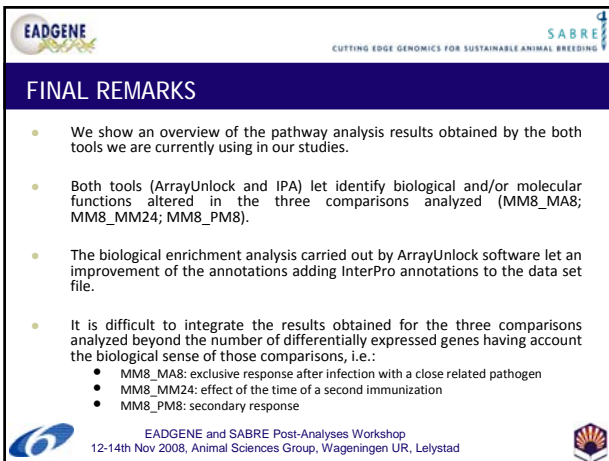 EADGENE
SABRE
CUTTING EDGE GENOMICS FOR SUSTAINABLE ANIMAL BREEDING
FINAL REMARKS
We show an overview of the pathway analysis results obtained by the both
tools we are currently using in our studies.
Both tools (ArrayUnlock and IPA) let identify biological and/or molecular
functions altered in the three comparisons analyzed (MM8_MA8;
MM8_MM24; MM8_PM8).
The biological enrichment analysis carried out by ArrayUnlock software let an
improvement of the annotations adding InterPro annotations to the data set
file.
It is difficult to integrate the results obtained for the three comparisons
analyzed beyond the number of differentially expressed genes having account
the biological sense of those comparisons, i.e.:
MM8_MA8: exclusive response after infection with a close related pathogen
MM8_MM24: effect of the time of a second immunization
MM8_PM8: secondary response
EADGENE and SABRE Post-Analyses Workshop
12-14th Nov 2008, Animal Sciences Group, Wageningen UR, Lelystad